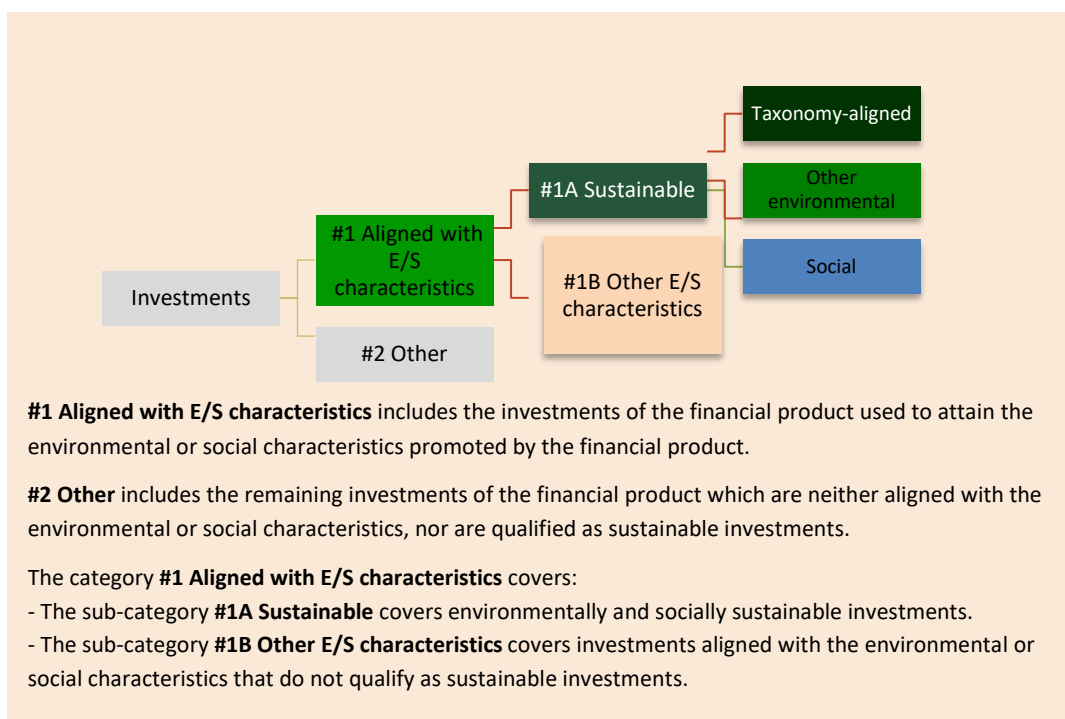 Taxonomy-aligned
#1A Sustainable
Other
environmental
#1 Aligned with
E/S
characteristics
Social
#1B Other E/S
characteristics
Investments
#2 Other
#1 Aligned with E/S characteristics includes the investments of the financial product used to attain the
environmental or social characteristics promoted by the financial product.
#2 Other includes the remaining investments of the financial product which are neither aligned with the
environmental or social characteristics, nor are qualified as sustainable investments.
The category #1 Aligned with E/S characteristics covers:
- The sub-category #1A Sustainable covers environmentally and socially sustainable investments.
- The sub-category #1B Other E/S characteristics covers investments aligned with the environmental or
social characteristics that do not qualify as sustainable investments.